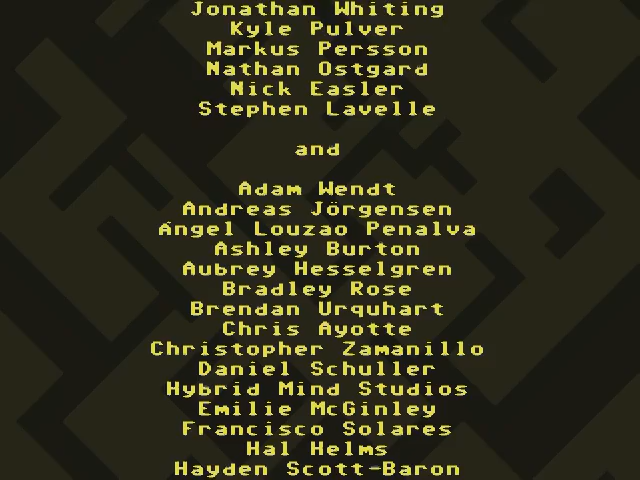 Jonathan Whiting
Kyle Pulver
Markus Persson
Nathan Ostgard
Nick Easler
Stephen Lavelle
and
Adam Wendt
Andreas Jörgensen
Ángel Louzao Penalva
Ashley Burton
Aubrey Hesselgren
Bradley Rose
Brendan Urquhart
Chris Ayotte
Christopher Zamanillo
Daniel Schuller
Hybrid Mind Studios
Emilie McGinley
Francisco Solares
Hal Helms
Hayden Scott-Baron